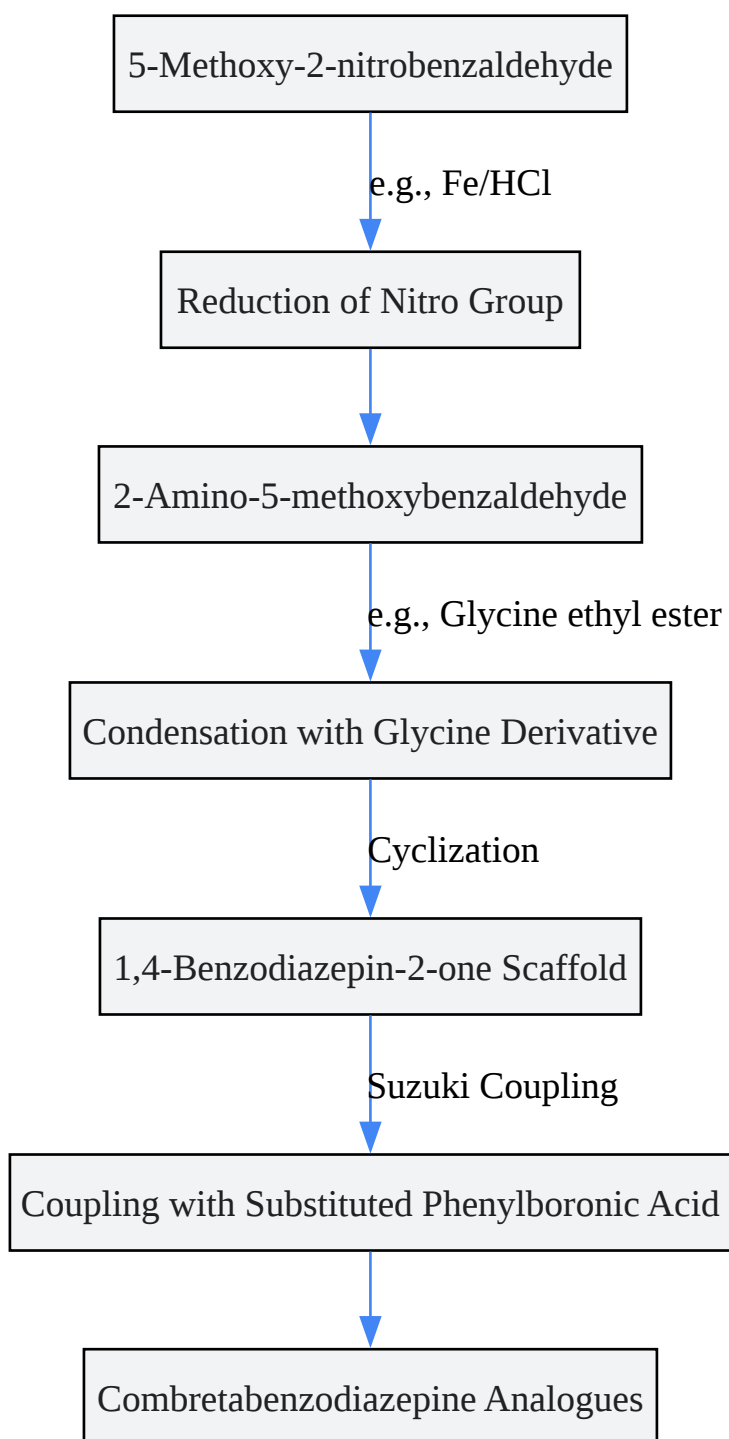 5-Methoxy-2-nitrobenzaldehyde
e.g., Fe/HCl
Reduction of Nitro Group
2-Amino-5-methoxybenzaldehyde
e.g., Glycine ethyl ester
Condensation with Glycine Derivative
Cyclization
1,4-Benzodiazepin-2-one Scaffold
Suzuki Coupling
Coupling with Substituted Phenylboronic Acid
Combretabenzodiazepine Analogues